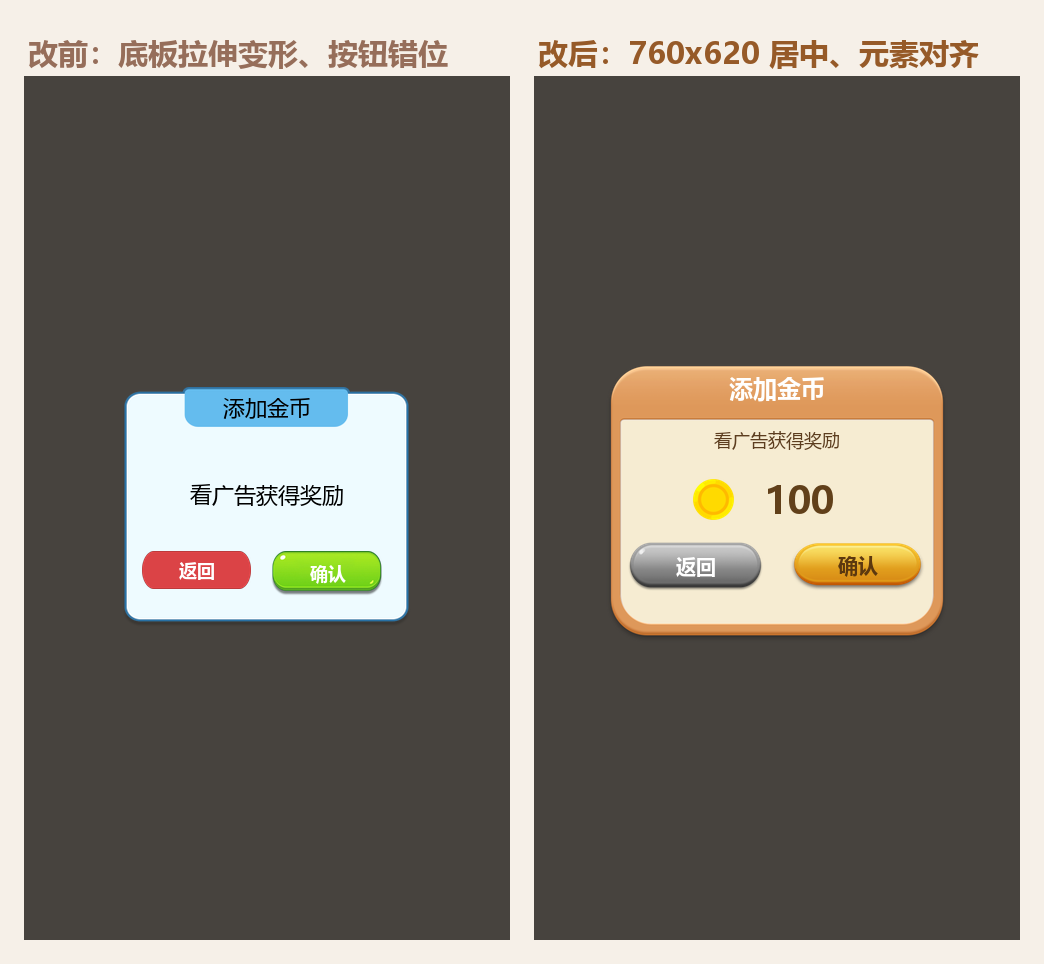 改前：底板拉伸变形、按钮错位
添加金币
看广告获得奖励
返回
确认
改后：760x620 居中、元素对齐
添加金币
看广告获得奖励
100
返回
确认